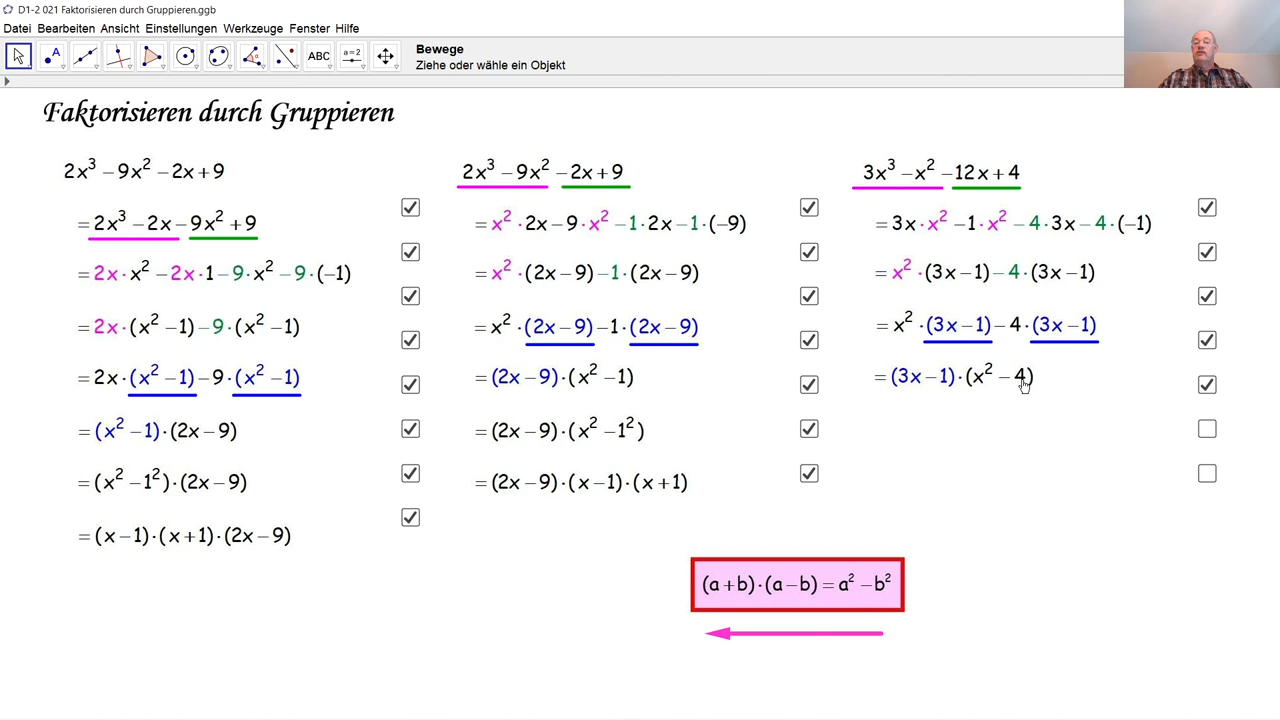 D1-2 021 Faktorisieren durch Gruppieren.ggb
Datei Bearbeiten Ansicht Einstellungen Werkzeuge Fenster Hilfe
A
ABC
a=2
Bewege
Ziehe oder wähle ein Objekt
Faktorisieren durch Gruppieren
2x³ − 9x² − 2x + 9
= 2x³ − 2x − 9x² + 9
= 2x · x² − 2x · 1 − 9 · x² − 9 · (−1)
= 2x · (x² − 1) − 9 · (x² − 1)
= 2x · (x² − 1) − 9 · (x² − 1)
= (x² − 1) · (2x − 9)
= (x² − 1²) · (2x − 9)
= (x − 1) · (x + 1) · (2x − 9)
2x³ − 9x² − 2x + 9
= x² · 2x − 9 · x² − 1 · 2x − 1 · (−9)
= x² · (2x − 9) − 1 · (2x − 9)
= x² · (2x − 9) − 1 · (2x − 9)
= (2x − 9) · (x² − 1)
= (2x − 9) · (x² − 1²)
= (2x − 9) · (x − 1) · (x + 1)
3x³ − x² − 12x + 4
= 3x · x² − 1 · x² − 4 · 3x − 4 · (−1)
= x² · (3x − 1) − 4 · (3x − 1)
= x² · (3x − 1) − 4 · (3x − 1)
= (3x − 1) · (x² − 4)
(a + b) · (a − b) = a² − b²